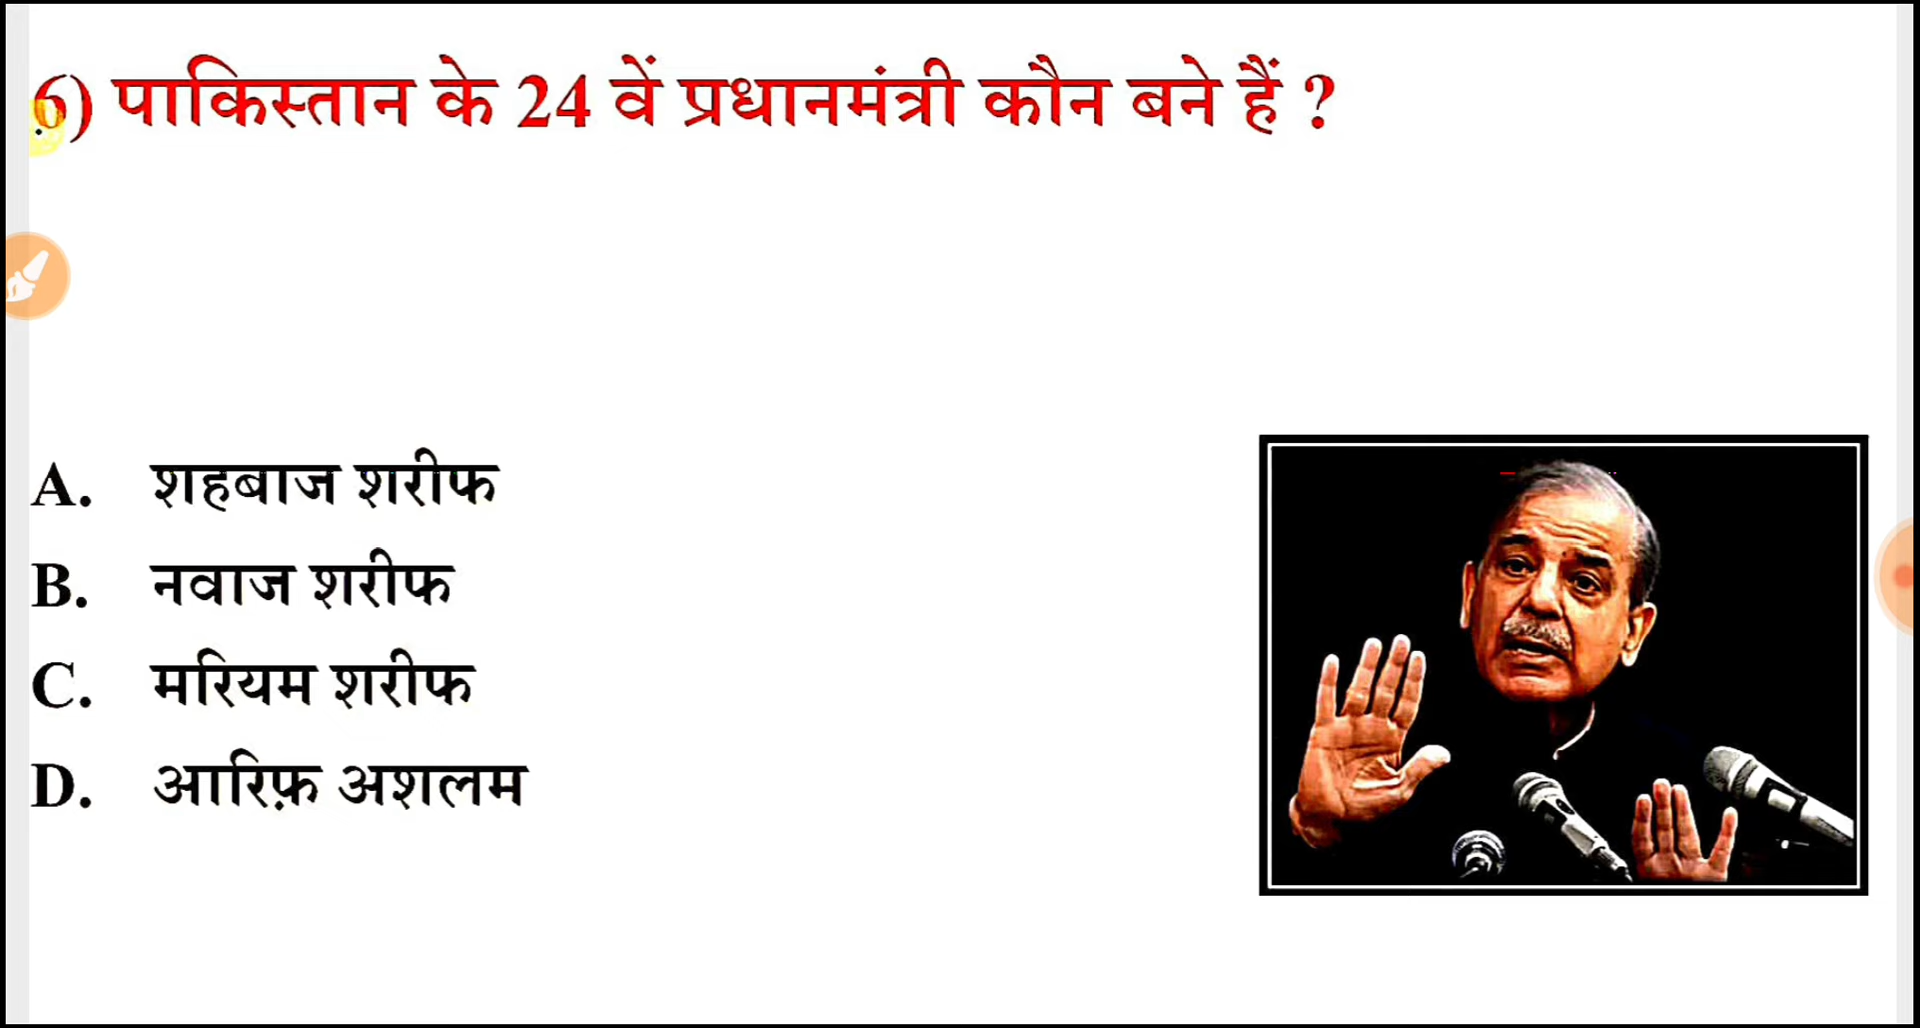 6) पाकिस्तान के 24 वें प्रधानमंत्री कौन बने हैं ?
A. शहबाज शरीफ
B. नवाज शरीफ
C. मरियम शरीफ
D. आरिफ़ अशलम